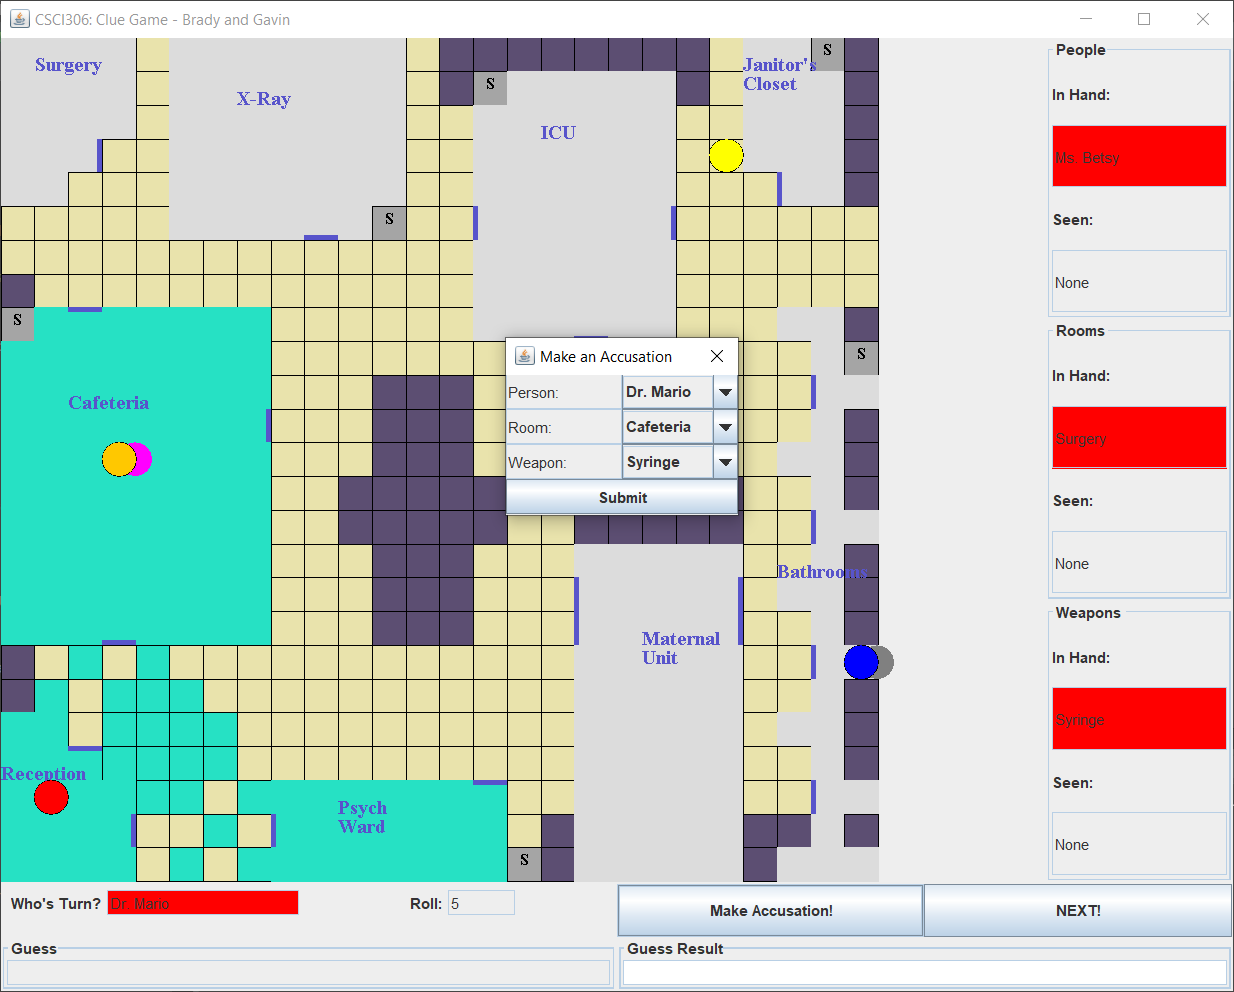 CSCI306: Clue Game - Brady and Gavin
Surgery
X-Ray
S
ICU
Janitor's
Closet
S
S
S
Cafeteria
S
Bathrooms
Maternal
Unit
Reception
Psych
Ward
S
Make an Accusation
Person: Dr. Mario
Room: Cafeteria
Weapon: Syringe
Submit
People
In Hand:
Ms. Betsy
Seen:
None
Rooms
In Hand:
Surgery
Seen:
None
Weapons
In Hand:
Syringe
Seen:
None
Who's Turn? Dr. Mario
Roll: 5
Make Accusation!
NEXT!
Guess
Guess Result